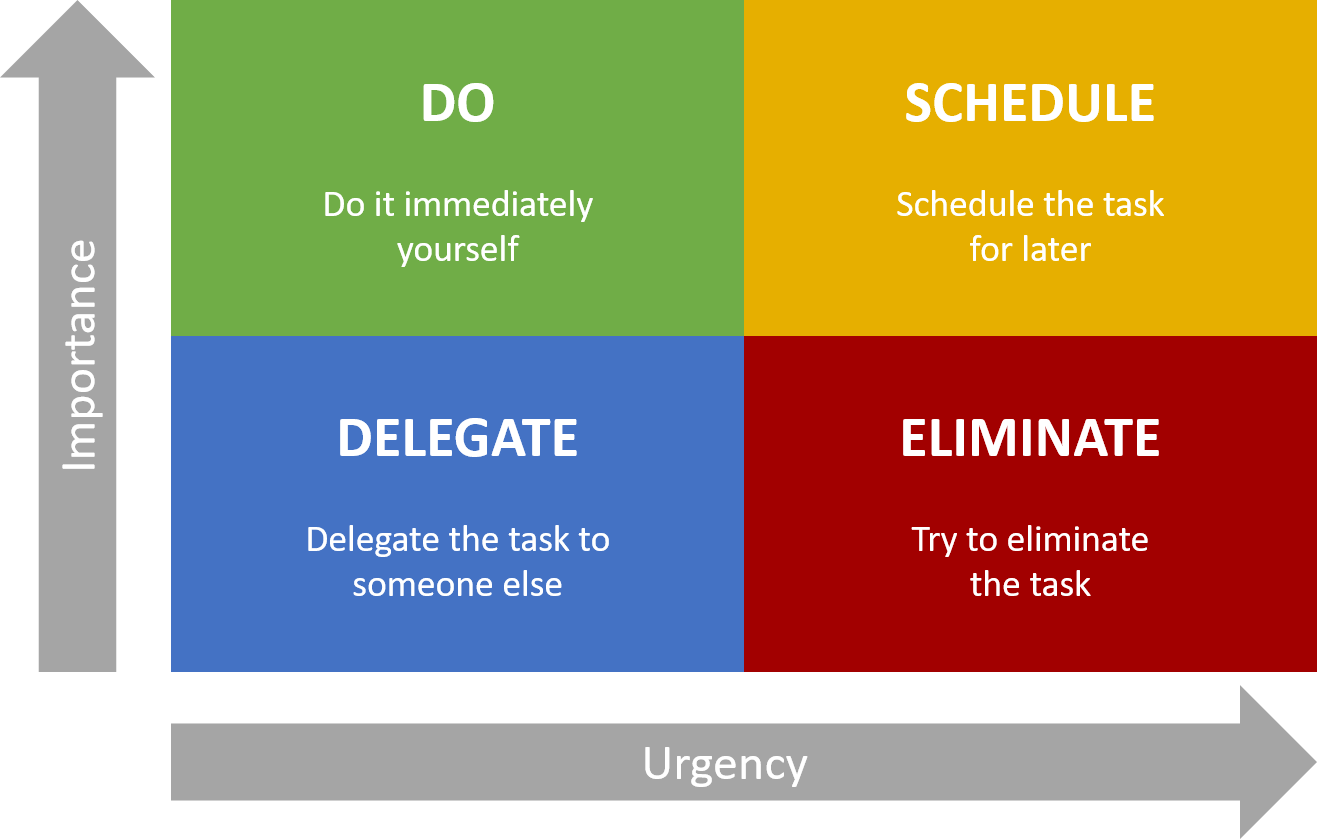 DO
Do it immediately
yourself
SCHEDULE
Schedule the task
for later
Importance
DELEGATE
Delegate the task to
someone else
ELIMINATE
Try to eliminate
the task
Urgency